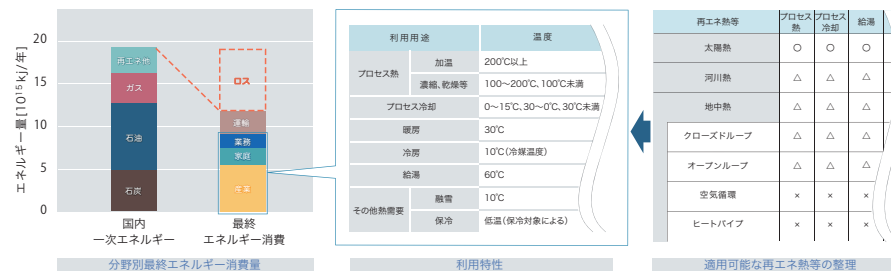 エネルギー量[10¹⁵kj/年]
20
15
10
5
0
再エネ他
ガス
石油
石炭
ロス
運輸
業務
家庭
産業
国内
一次エネルギー
最終
エネルギー消費
分野別最終エネルギー消費量
利用用途 温度
プロセス熱 加温 200℃以上
濃縮、乾燥等 100～200℃、100℃未満
プロセス冷却 0～15℃、30～0℃、30℃未満
暖房 30℃
冷房 10℃(冷媒温度)
給湯 60℃
その他熱需要 融雪 10℃
保冷 低温(保冷対象による)
利用特性
再エネ熱等 プロセス熱 プロセス冷却 給湯
太陽熱 ○ ○ ○
河川熱 △ △ △
地中熱 △ △ △
クローズドループ △ △ △
オープンループ △ △ △
空気循環 × × ×
ヒートパイプ × × ×
適用可能な再エネ熱等の整理